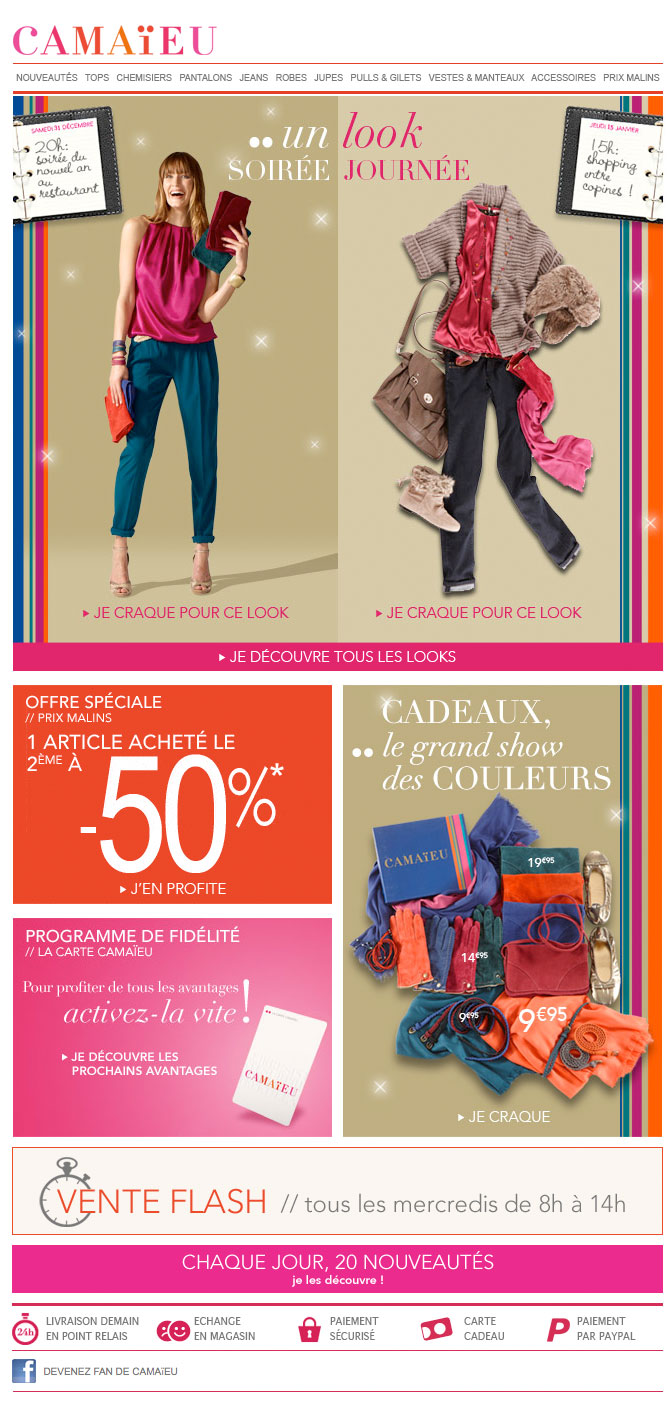 CAMAÏEU
NOUVEAUTÉS TOPS CHEMISIERS PANTALONS JEANS ROBES JUPES PULLS & GILETS VESTES & MANTEAUX ACCESSOIRES PRIX MALINS
SAMEDI 31 DÉCEMBRE
20h:
soirée du
nouvel an
au
restaurant
.. un look
SOIRÉE JOURNÉE
JEUDI 15 JANVIER
15h:
shopping
entre
copines !
JE CRAQUE POUR CE LOOK
JE CRAQUE POUR CE LOOK
JE DÉCOUVRE TOUS LES LOOKS
OFFRE SPÉCIALE
// PRIX MALINS
1 ARTICLE ACHETÉ LE
2ÈME À
-50%*
J'EN PROFITE
PROGRAMME DE FIDÉLITÉ
// LA CARTE CAMAÏEU
Pour profiter de tous les avantages
activez-la vite !
JE DÉCOUVRE LES
PROCHAINS AVANTAGES
CAMAÏEU
CADEAUX,
.. le grand show
des COULEURS
CAMAÏEU
19€95
14€95
9€95
9€95
JE CRAQUE
VENTE FLASH // tous les mercredis de 8h à 14h
CHAQUE JOUR, 20 NOUVEAUTÉS
je les découvre !
24h
LIVRAISON DEMAIN
EN POINT RELAIS
ECHANGE
EN MAGASIN
PAIEMENT
SÉCURISÉ
CARTE
CADEAU
P
PAIEMENT
PAR PAYPAL
f
DEVENEZ FAN DE CAMAÏEU